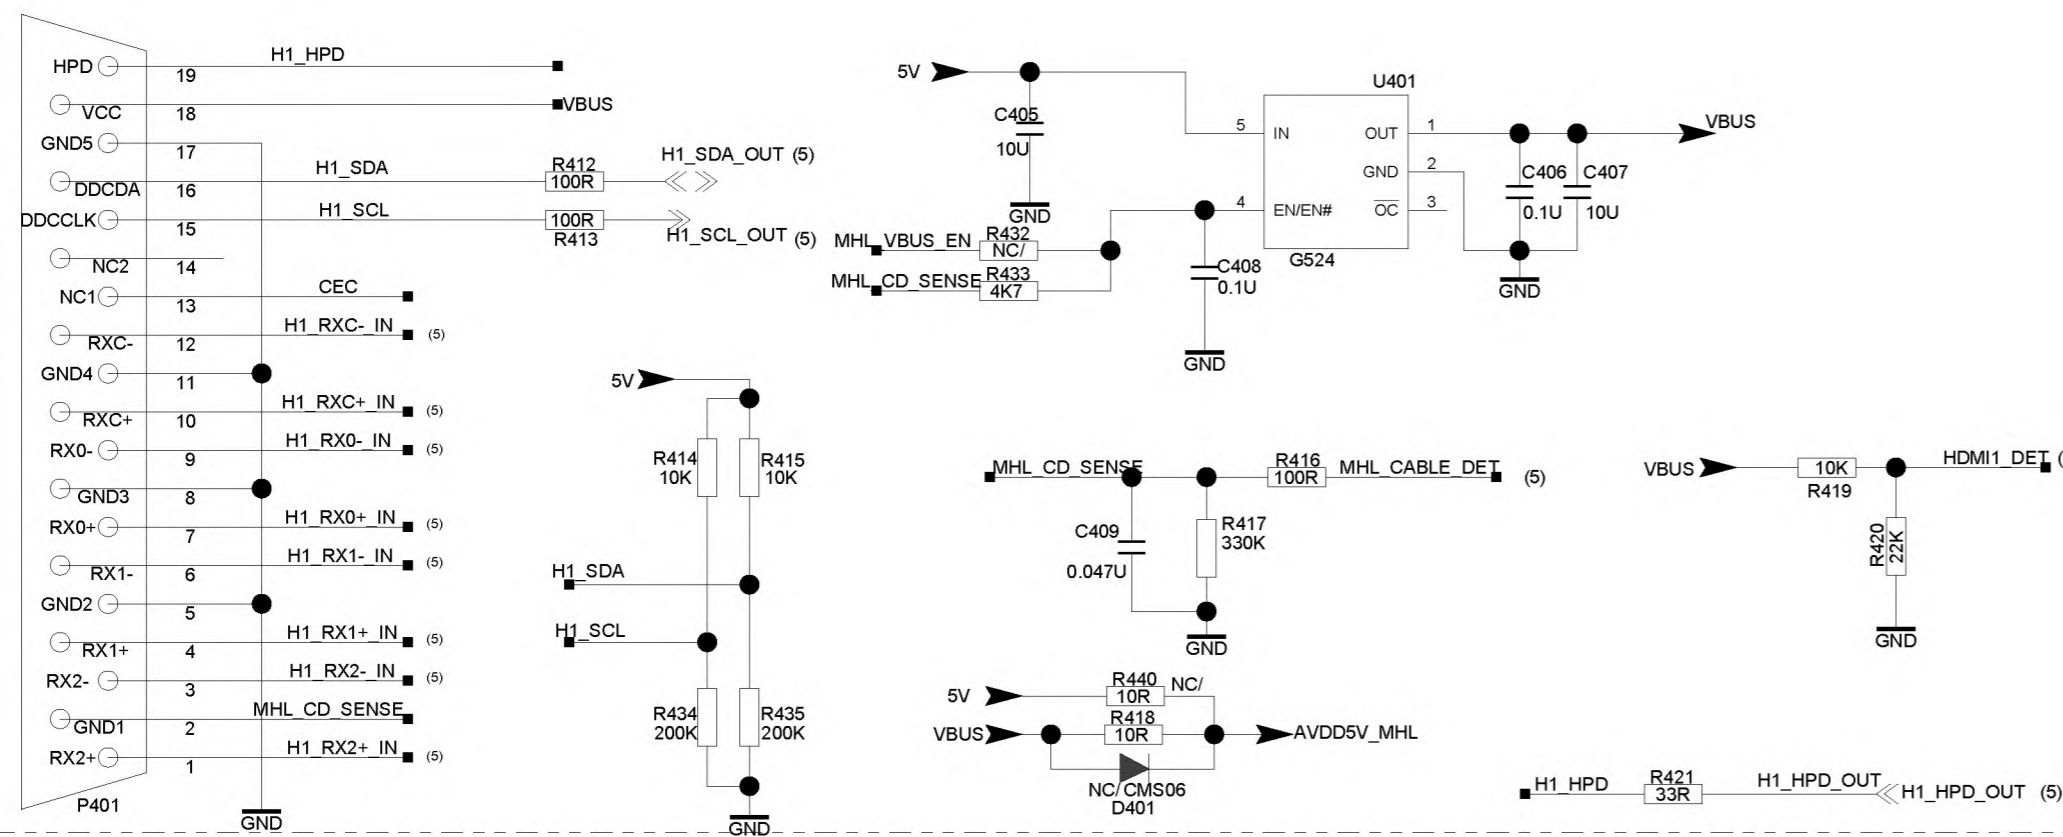 HPD
19
H1_HPD
VCC
18
VBUS
GND5
17
DDCDA
16
H1_SDA
R412
100R
H1_SDA_OUT (5)
DDCCLK
15
H1_SCL
100R
R413
H1_SCL_OUT (5)
NC2
14
NC1
13
CEC
RXC-
12
H1_RXC-_IN (5)
GND4
11
RXC+
10
H1_RXC+_IN (5)
RX0-
9
H1_RX0-_IN (5)
GND3
8
RX0+
7
H1_RX0+_IN (5)
RX1-
6
H1_RX1-_IN (5)
GND2
5
RX1+
4
H1_RX1+_IN (5)
RX2-
3
H1_RX2-_IN (5)
GND1
2
MHL_CD_SENSE
RX2+
1
H1_RX2+_IN (5)
P401
GND
5V
R414
10K
R415
10K
H1_SDA
H1_SCL
R434
200K
R435
200K
GND
5V
C405
10U
GND
U401
5 IN
OUT 1
GND 2
4 EN/EN#
OC 3
G524
VBUS
C406
0.1U
C407
10U
GND
MHL_VBUS_EN
R432
NC/
MHL_CD_SENSE
R433
4K7
C408
0.1U
GND
MHL_CD_SENSE
R416
100R
MHL_CABLE_DET (5)
C409
0.047U
R417
330K
GND
VBUS
10K
R419
HDMI1_DET (
R420
22K
GND
5V
R440
10R
NC/
VBUS
R418
10R
AVDD5V_MHL
NC/CMS06
D401
H1_HPD
R421
33R
H1_HPD_OUT
H1_HPD_OUT (5)